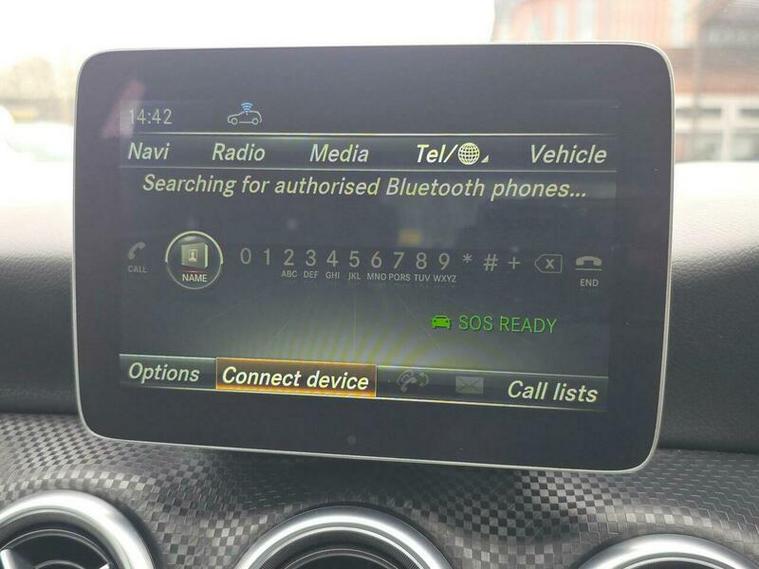 14:42
Navi Radio Media Tel/ Vehicle
Searching for authorised Bluetooth phones...
CALL NAME 0 1 2 ABC 3 DEF 4 GHI 5 JKL 6 MNO 7 PQRS 8 TUV 9 WXYZ * # + END
SOS READY
Options Connect device Call lists